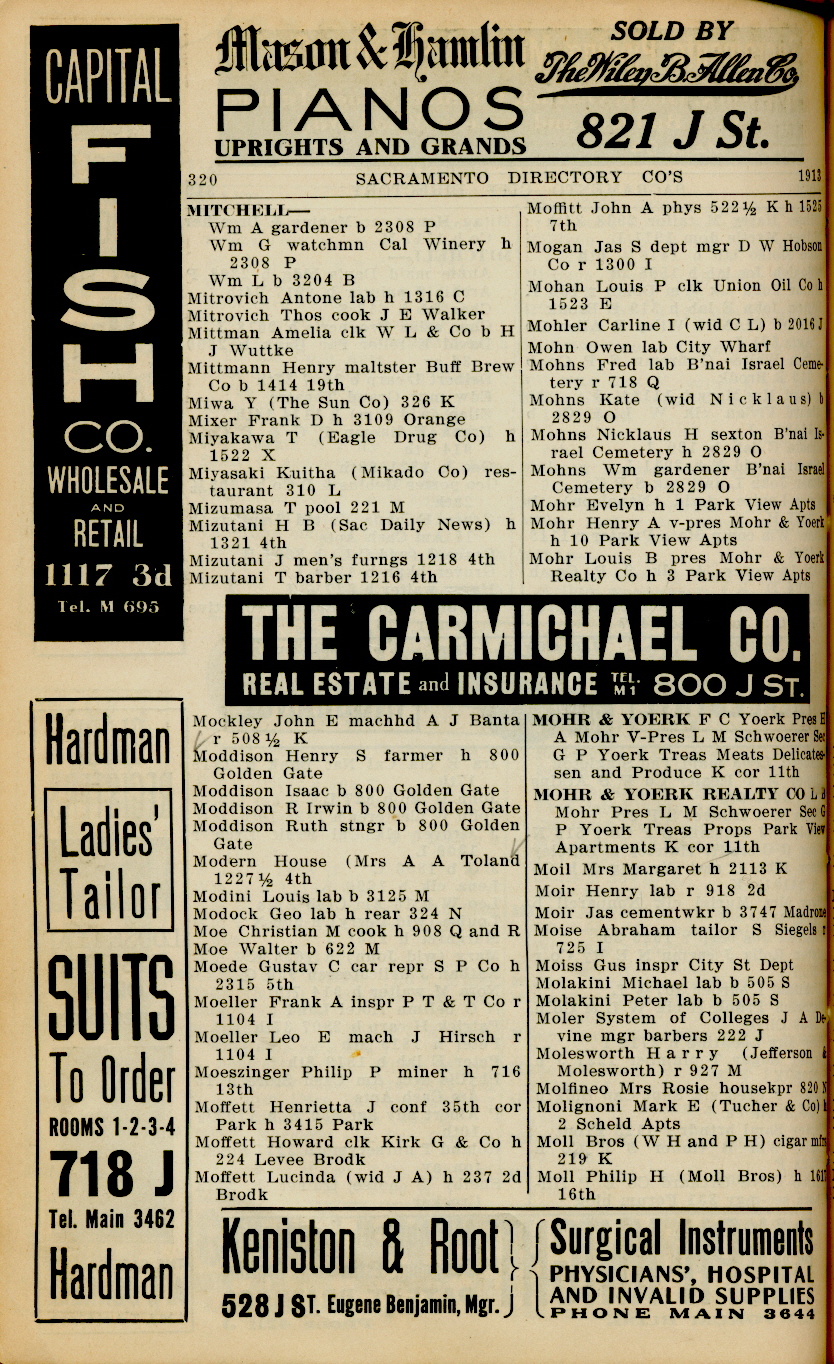 CAPITAL
FISH
CO.
WHOLESALE
AND
RETAIL
1117 3d
Tel. M 695
Mason & Hamlin
PIANOS
UPRIGHTS AND GRANDS
SOLD BY
The Wiley B. Allen Co
821 J St.
320 SACRAMENTO DIRECTORY CO'S 1913
MITCHELL—
Wm A gardener b 2308 P
Wm G watchmn Cal Winery h
2308 P
Wm L b 3204 B
Mitrovich Antone lab h 1316 C
Mitrovich Thos cook J E Walker
Mittman Amelia clk W L & Co b H
J Wuttke
Mittmann Henry maltster Buff Brew
Co b 1414 19th
Miwa Y (The Sun Co) 326 K
Mixer Frank D h 3109 Orange
Miyakawa T (Eagle Drug Co) h
1522 X
Miyasaki Kuitha (Mikado Co) res-
taurant 310 L
Mizumasa T pool 221 M
Mizutani H B (Sac Daily News) h
1321 4th
Mizutani J men's furngs 1218 4th
Mizutani T barber 1216 4th
Moffitt John A phys 522½ K h 1525
7th
Mogan Jas S dept mgr D W Hobson
Co r 1300 I
Mohan Louis P clk Union Oil Co h
1523 E
Mohler Carline I (wid C L) b 2016 J
Mohn Owen lab City Wharf
Mohns Fred lab B'nai Israel Ceme-
tery r 718 Q
Mohns Kate (wid Nicklaus) b
2829 O
Mohns Nicklaus H sexton B'nai Is-
rael Cemetery h 2829 O
Mohns Wm gardener B'nai Israel
Cemetery b 2829 O
Mohr Evelyn h 1 Park View Apts
Mohr Henry A v-pres Mohr & Yoerk
h 10 Park View Apts
Mohr Louis B pres Mohr & Yoerk
Realty Co h 3 Park View Apts
THE CARMICHAEL CO.
REAL ESTATE and INSURANCE TEL. M 1 800 J ST.
Hardman
Ladies'
Tailor
SUITS
To Order
ROOMS 1-2-3-4
718 J
Tel. Main 3462
Hardman
Mockley John E machhd A J Banta
r 508½ K
Moddison Henry S farmer h 800
Golden Gate
Moddison Isaac b 800 Golden Gate
Moddison R Irwin b 800 Golden Gate
Moddison Ruth stngr b 800 Golden
Gate
Modern House (Mrs A A Toland
1227½ 4th
Modini Louis lab b 3125 M
Modock Geo lab h rear 324 N
Moe Christian M cook h 908 Q and R
Moe Walter b 622 M
Moede Gustav C car repr S P Co h
2315 5th
Moeller Frank A inspr P T & T Co r
1104 I
Moeller Leo E mach J Hirsch r
1104 I
Moeszinger Philip P miner h 716
13th
Moffett Henrietta J conf 35th cor
Park h 3415 Park
Moffett Howard clk Kirk G & Co h
224 Levee Brodk
Moffett Lucinda (wid J A) h 237 2d
Brodk
MOHR & YOERK F C Yoerk Pres H
A Mohr V-Pres L M Schwoerer Sec
G P Yoerk Treas Meats Delicates-
sen and Produce K cor 11th
MOHR & YOERK REALTY CO L B
Mohr Pres L M Schwoerer Sec G
P Yoerk Treas Props Park View
Apartments K cor 11th
Moil Mrs Margaret h 2113 K
Moir Henry lab r 918 2d
Moir Jas cementwkr b 3747 Madrone
Moise Abraham tailor S Siegels r
725 I
Moiss Gus inspr City St Dept
Molakini Michael lab b 505 S
Molakini Peter lab b 505 S
Moler System of Colleges J A De-
vine mgr barbers 222 J
Molesworth Harry (Jefferson &
Molesworth) r 927 M
Molfineo Mrs Rosie housekpr 820 N
Molignoni Mark E (Tucher & Co) h
2 Scheld Apts
Moll Bros (W H and P H) cigar mfrs
219 K
Moll Philip H (Moll Bros) h 1617
16th
Keniston & Root
528 J ST. Eugene Benjamin, Mgr.
Surgical Instruments
PHYSICIANS', HOSPITAL
AND INVALID SUPPLIES
PHONE MAIN 3644